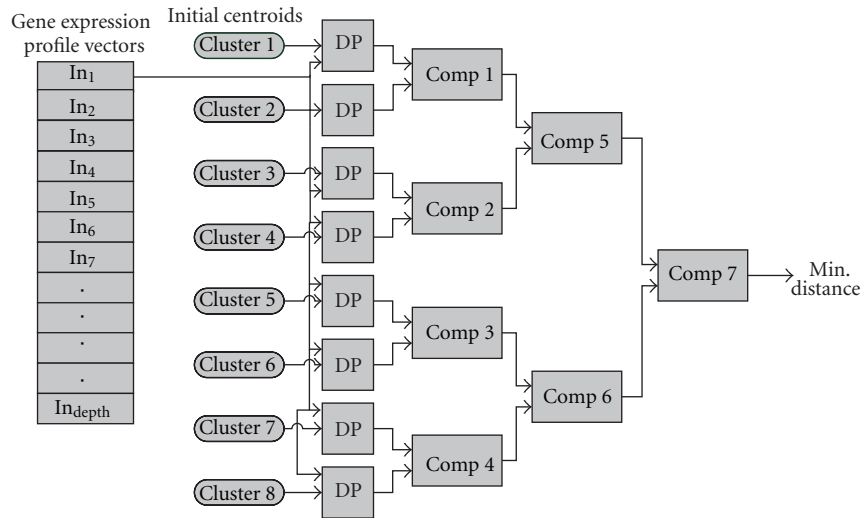 Gene expression
profile vectors
In1
In2
In3
In4
In5
In6
In7
.
.
.
.
Indepth
Initial centroids
Cluster 1
Cluster 2
Cluster 3
Cluster 4
Cluster 5
Cluster 6
Cluster 7
Cluster 8
DP
DP
DP
DP
DP
DP
DP
DP
Comp 1
Comp 2
Comp 3
Comp 4
Comp 5
Comp 6
Comp 7
Min.
distance